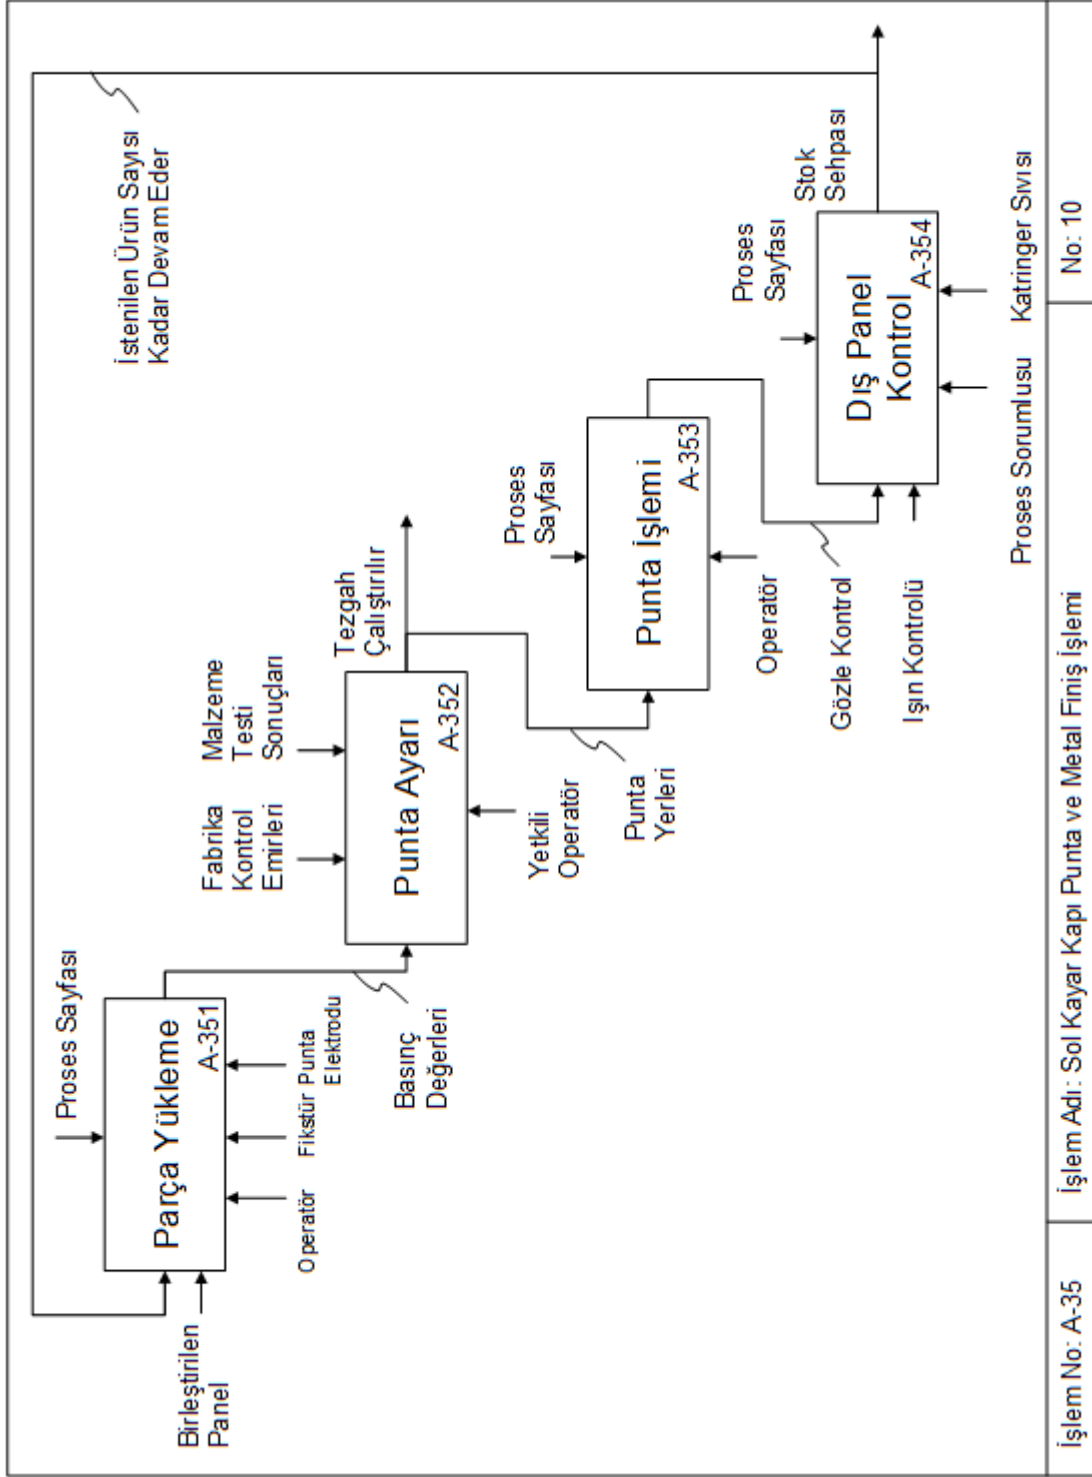 İstenilen Ürün Sayısı
Kadar Devam Eder
Proses Sayfası
Parça Yükleme
A-351
Birleştirilen
Panel
Operatör
Fikstür
Punta
Elektrodu
Basınç
Değerleri
Fabrika
Kontrol
Emirleri
Malzeme
Testi
Sonuçları
Punta Ayarı
A-352
Tezgah
Çalıştırılır
Yetkili
Operatör
Punta
Yerleri
Proses
Sayfası
Punta İşlemi
A-353
Operatör
Gözle Kontrol
Işın Kontrolü
Proses
Sayfası
Stok
Sehpası
Dış Panel
Kontrol
A-354
Proses Sorumlusu
Katringer Sıvısı
İşlem No: A-35
İşlem Adı: Sol Kayar Kapı Punta ve Metal Finiş İşlemi
No: 10